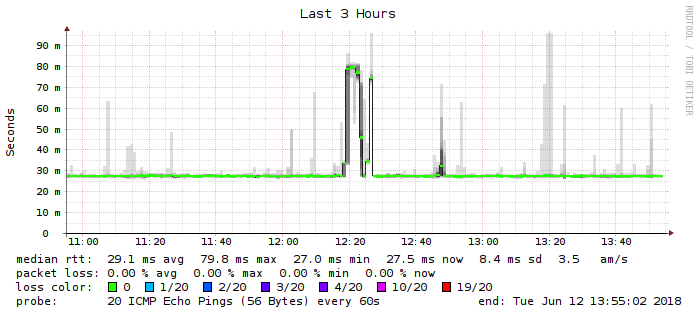 Last 3 Hours
RRDTOOL / TOBI OETIKER
Seconds
90 m
80 m
70 m
60 m
50 m
40 m
30 m
20 m
10 m
0
11:00 11:20 11:40 12:00 12:20 12:40 13:00 13:20 13:40
median rtt: 29.1 ms avg 79.8 ms max 27.0 ms min 27.5 ms now 8.4 ms sd 3.5 am/s
packet loss: 0.00 % avg 0.00 % max 0.00 % min 0.00 % now
loss color: 0 1/20 2/20 3/20 4/20 10/20 19/20
probe: 20 ICMP Echo Pings (56 Bytes) every 60s end: Tue Jun 12 13:55:02 2018